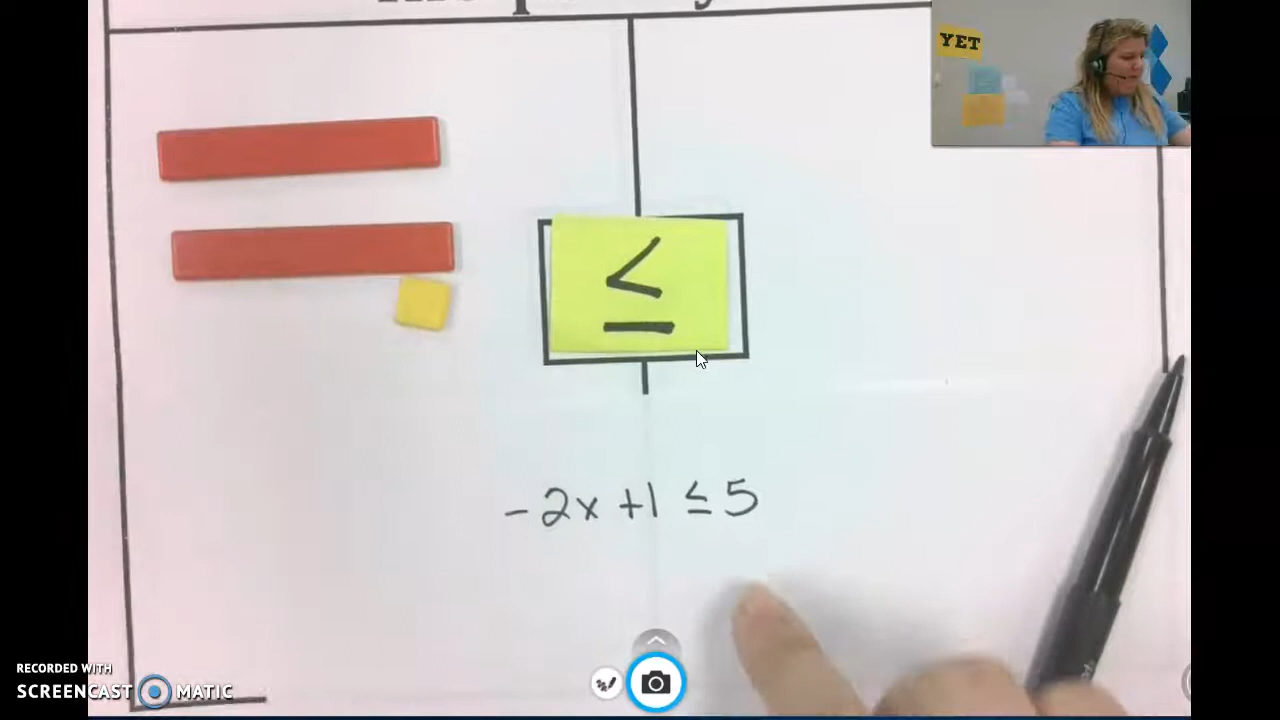 YET
≤
-2x +1 ≤ 5
RECORDED WITH
SCREENCAST MATIC